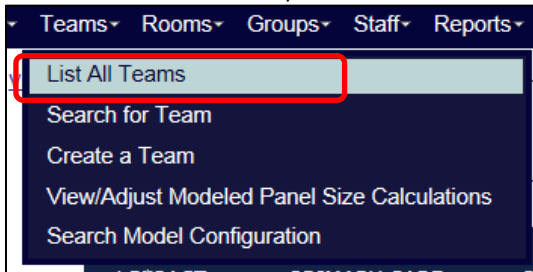 Teams Rooms Groups Staff Reports
List All Teams
Search for Team
Create a Team
View/Adjust Modeled Panel Size Calculations
Search Model Configuration